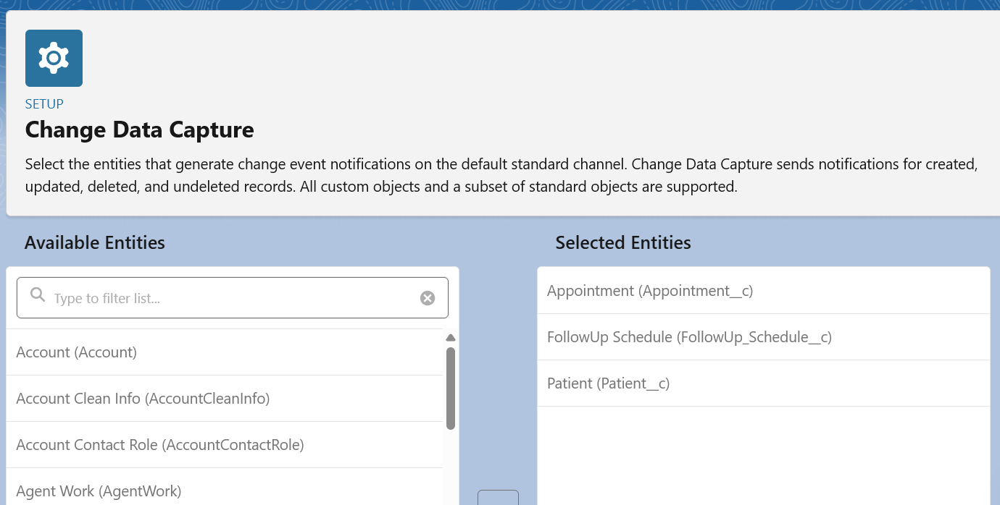 SETUP
Change Data Capture
Select the entities that generate change event notifications on the default standard channel. Change Data Capture sends notifications for created,
updated, deleted, and undeleted records. All custom objects and a subset of standard objects are supported.
Available Entities
Type to filter list...
Account (Account)
Account Clean Info (AccountCleanInfo)
Account Contact Role (AccountContactRole)
Agent Work (AgentWork)
Selected Entities
Appointment (Appointment__c)
FollowUp Schedule (FollowUp_Schedule__c)
Patient (Patient__c)